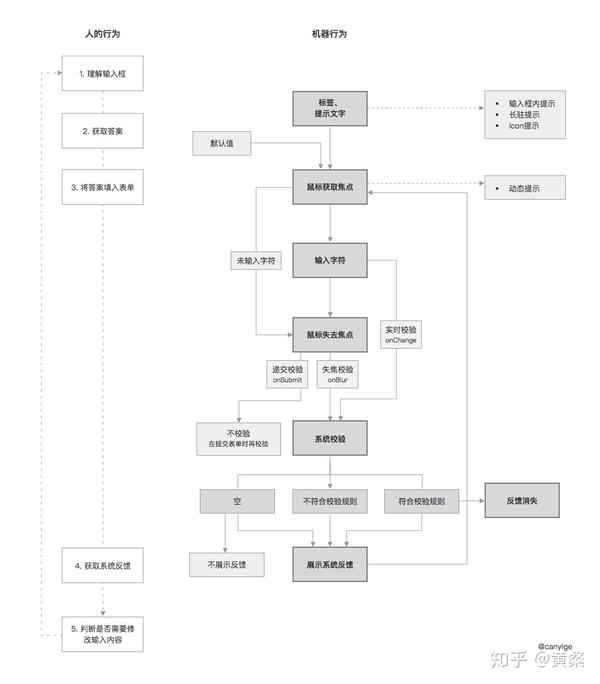 人的行为
机器行为
1. 理解输入框
标签、
提示文字
输入框内提示
长驻提示
icon提示
2. 获取答案
默认值
3. 将答案填入表单
鼠标获取焦点
动态提示
未输入字符
输入字符
鼠标失去焦点
实时校验
onChange
递交校验
onSubmit
失焦校验
onBlur
不校验
在提交表单时再校验
系统校验
空
不符合校验规则
符合校验规则
反馈消失
4. 获取系统反馈
不展示反馈
展示系统反馈
5. 判断是否需要修
改输入内容
@canyige
知乎 @黄粲